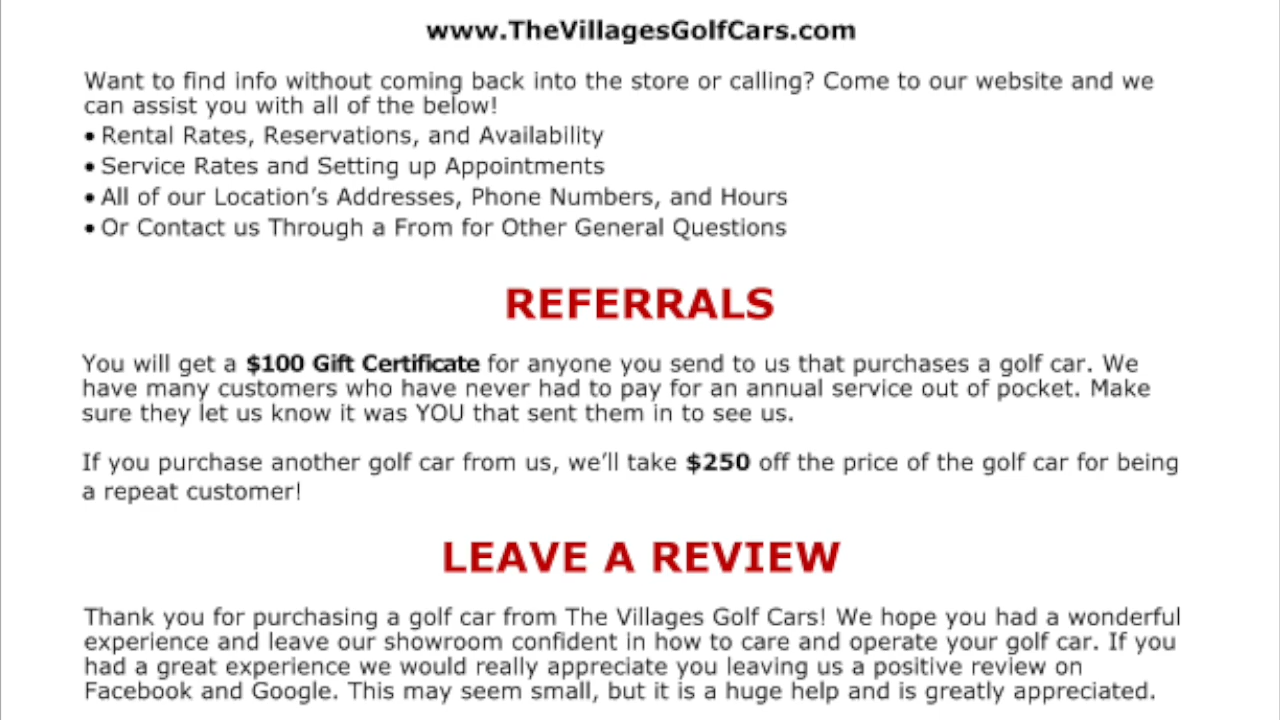 www.TheVillagesGolfCars.com
Want to find info without coming back into the store or calling? Come to our website and we
can assist you with all of the below!
• Rental Rates, Reservations, and Availability
• Service Rates and Setting up Appointments
• All of our Location’s Addresses, Phone Numbers, and Hours
• Or Contact us Through a From for Other General Questions
REFERRALS
You will get a $100 Gift Certificate for anyone you send to us that purchases a golf car. We
have many customers who have never had to pay for an annual service out of pocket. Make
sure they let us know it was YOU that sent them in to see us.
If you purchase another golf car from us, we’ll take $250 off the price of the golf car for being
a repeat customer!
LEAVE A REVIEW
Thank you for purchasing a golf car from The Villages Golf Cars! We hope you had a wonderful
experience and leave our showroom confident in how to care and operate your golf car. If you
had a great experience we would really appreciate you leaving us a positive review on
Facebook and Google. This may seem small, but it is a huge help and is greatly appreciated.